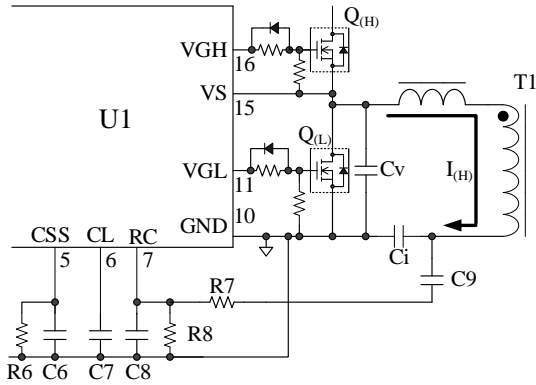 Q(H)
VGH
16
T1
VS
15
U1
Q(L)
VGL
11
Cv
I(H)
GND
10
CSS
CL
RC
5
6
7
Ci
R7
C9
R8
R6
C6
C7
C8